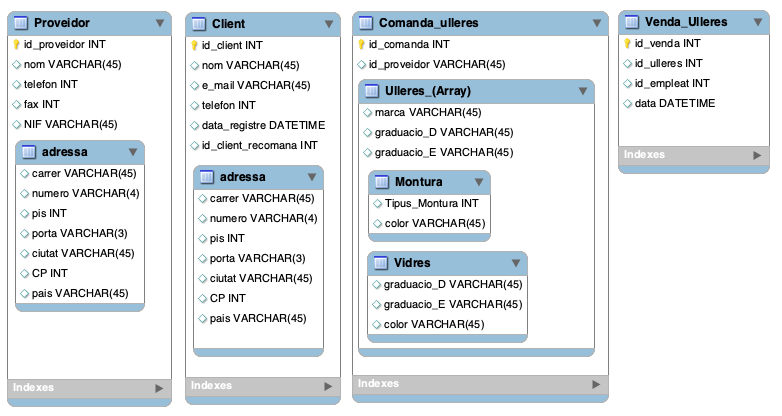 Proveidor
id_proveidor INT
nom VARCHAR(45)
telefon INT
fax INT
NIF VARCHAR(45)
adressa
carrer VARCHAR(45)
numero VARCHAR(4)
pis INT
porta VARCHAR(3)
ciutat VARCHAR(45)
CP INT
pais VARCHAR(45)
Indexes
Client
id_client INT
nom VARCHAR(45)
e_mail VARCHAR(45)
telefon INT
data_registre DATETIME
id_client_recomana INT
adressa
carrer VARCHAR(45)
numero VARCHAR(4)
pis INT
porta VARCHAR(3)
ciutat VARCHAR(45)
CP INT
pais VARCHAR(45)
Indexes
Comanda_ulleres
id_comanda INT
id_proveidor VARCHAR(45)
Ulleres_(Array)
marca VARCHAR(45)
graduacio_D VARCHAR(45)
graduacio_E VARCHAR(45)
Montura
Tipus_Montura INT
color VARCHAR(45)
Vidres
graduacio_D VARCHAR(45)
graduacio_E VARCHAR(45)
color VARCHAR(45)
Indexes
Venda_Ulleres
id_venda INT
id_ulleres INT
id_empleat INT
data DATETIME
Indexes